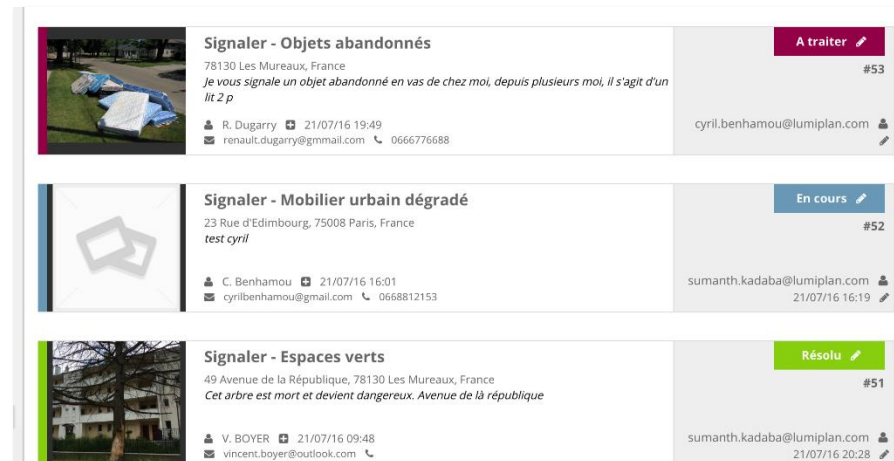 Signaler - Objets abandonnés
A traiter
78130 Les Mureaux, France
#53
Je vous signale un objet abandonné en vas de chez moi, depuis plusieurs moi, il s'agit d'un
lit 2 p
R. Dugarry 21/07/16 19:49
cyril.benhamou@lumiplan.com
renault.dugarry@gmmail.com 0666776688
Signaler - Mobilier urbain dégradé
En cours
23 Rue d'Edimbourg, 75008 Paris, France
#52
test cyril
C. Benhamou 21/07/16 16:01
sumanth.kadaba@lumiplan.com
cyrilbenhamou@gmail.com 0668812153
21/07/16 16:19
Signaler - Espaces verts
Résolu
49 Avenue de la République, 78130 Les Mureaux, France
#51
Cet arbre est mort et devient dangereux. Avenue de là république
V. BOYER 21/07/16 09:48
sumanth.kadaba@lumiplan.com
vincent.boyer@outlook.com
21/07/16 20:28